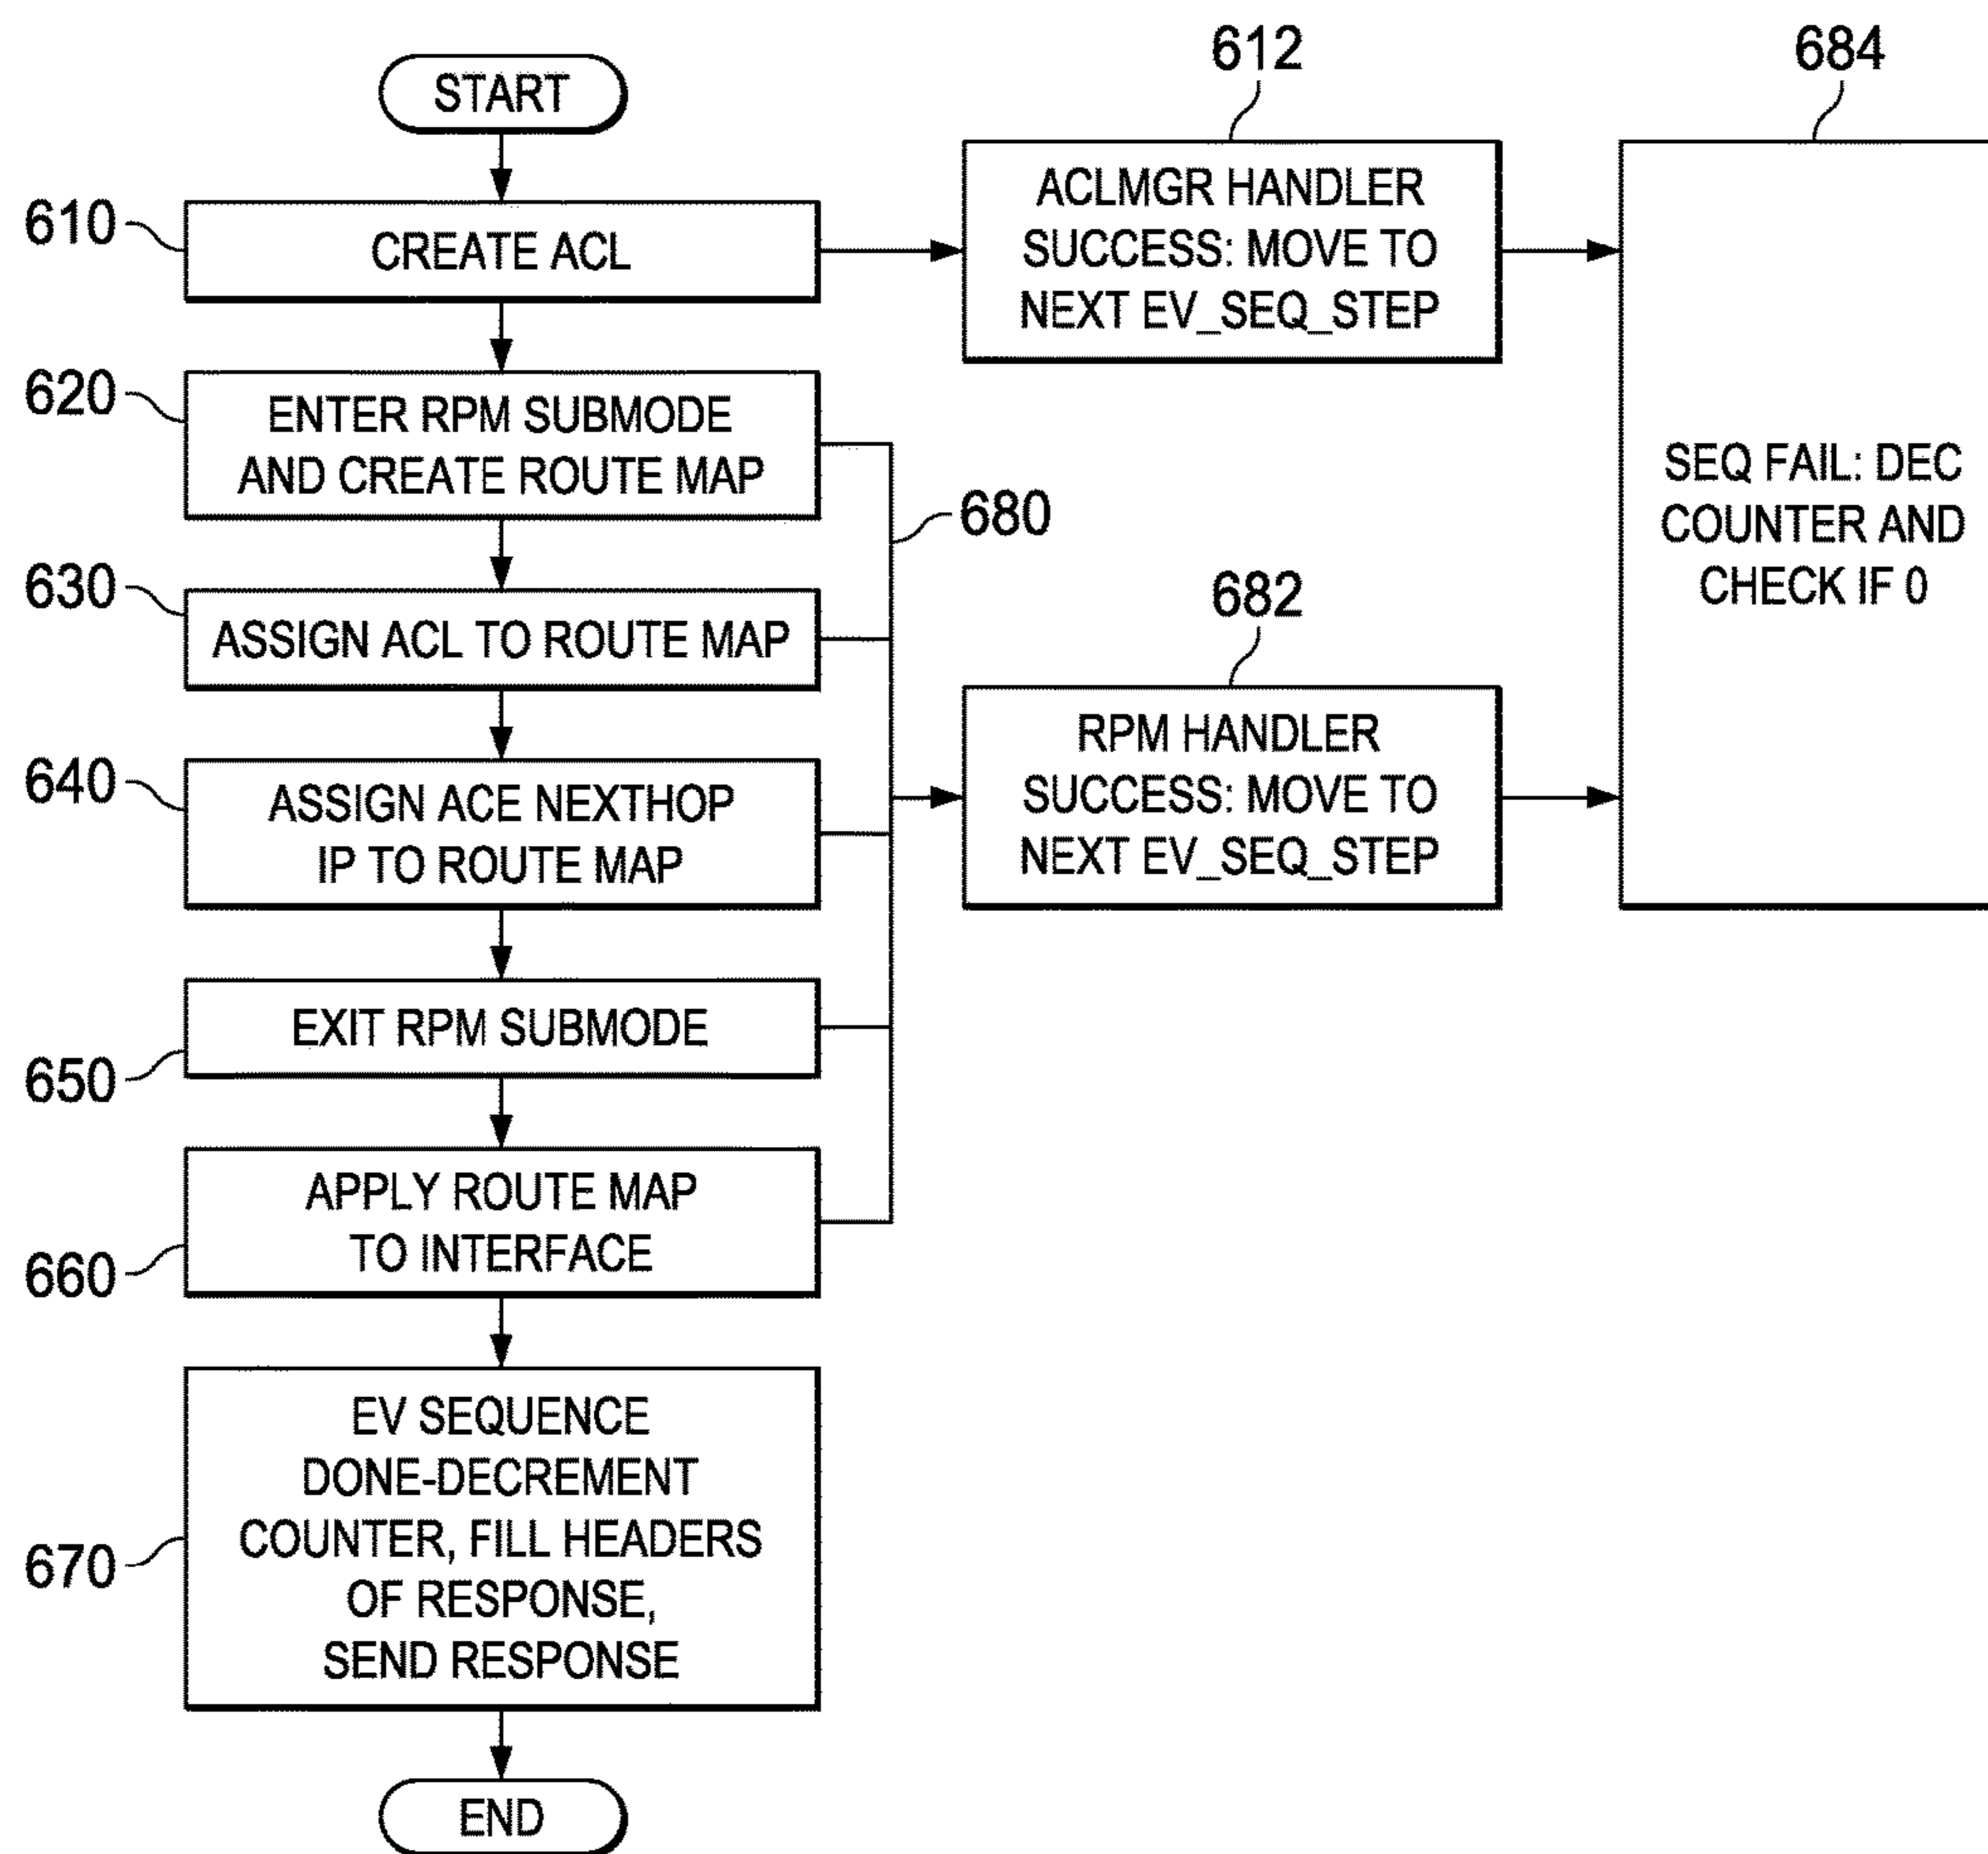 START
610
CREATE ACL
612
ACLMGR HANDLER
SUCCESS: MOVE TO
NEXT EV_SEQ_STEP
684
SEQ FAIL: DEC
COUNTER AND
CHECK IF 0
620
ENTER RPM SUBMODE
AND CREATE ROUTE MAP
680
630
ASSIGN ACL TO ROUTE MAP
682
RPM HANDLER
SUCCESS: MOVE TO
NEXT EV_SEQ_STEP
640
ASSIGN ACE NEXTHOP
IP TO ROUTE MAP
EXIT RPM SUBMODE
650
APPLY ROUTE MAP
TO INTERFACE
660
EV SEQUENCE
DONE-DECREMENT
COUNTER, FILL HEADERS
OF RESPONSE,
SEND RESPONSE
670
END